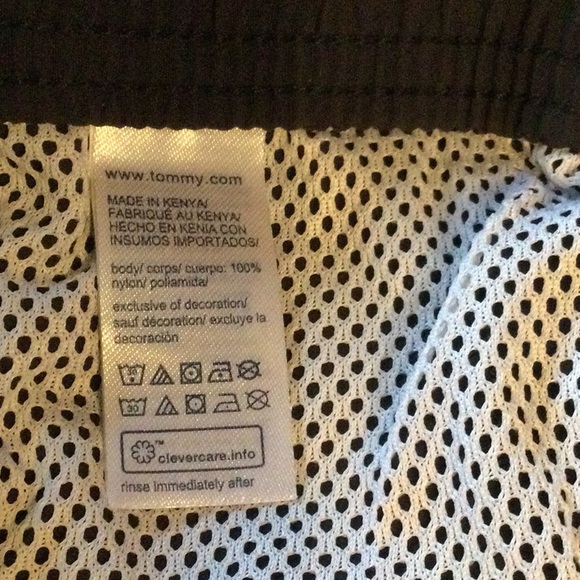 www.tommy.com
MADE IN KENYA/
FABRIQUÉ AU KENYA/
HECHO EN KENIA CON
INSUMOS IMPORTADOS/
body/ corps/ cuerpo: 100%
nylon/ poliamida/
exclusive of decoration/
sauf décoration/ excluye la
decoración
30
30
™
clevercare.info
rinse immediately after